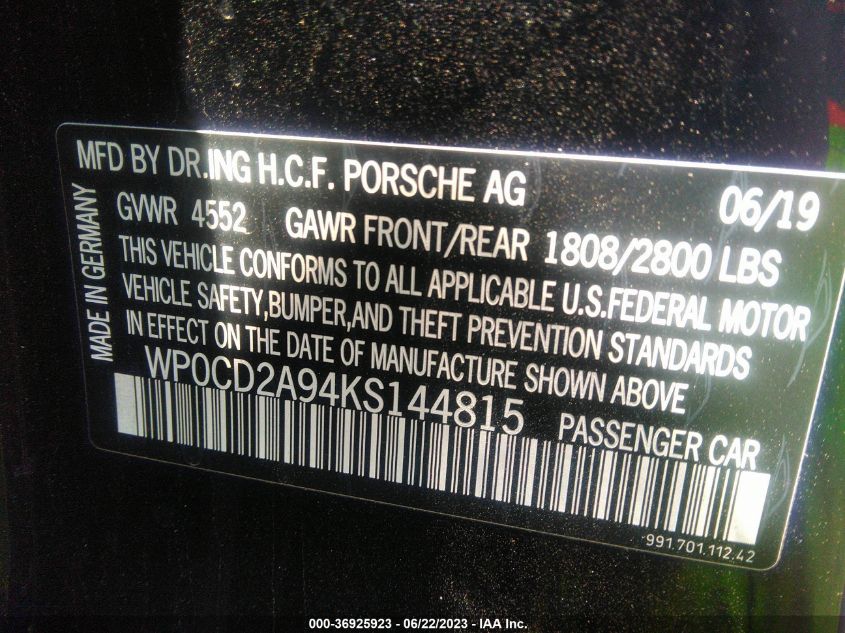 MFD BY DR.ING H.C.F. PORSCHE AG 06/19
MADE IN GERMANY
GVWR 4552 GAWR FRONT/REAR 1808/2800 LBS
THIS VEHICLE CONFORMS TO ALL APPLICABLE U.S.FEDERAL MOTOR
VEHICLE SAFETY,BUMPER,AND THEFT PREVENTION STANDARDS
IN EFFECT ON THE DATE OF MANUFACTURE SHOWN ABOVE
WP0CD2A94KS144815 PASSENGER CAR
991.701.112.42
000-36925923 - 06/22/2023 - IAA Inc.